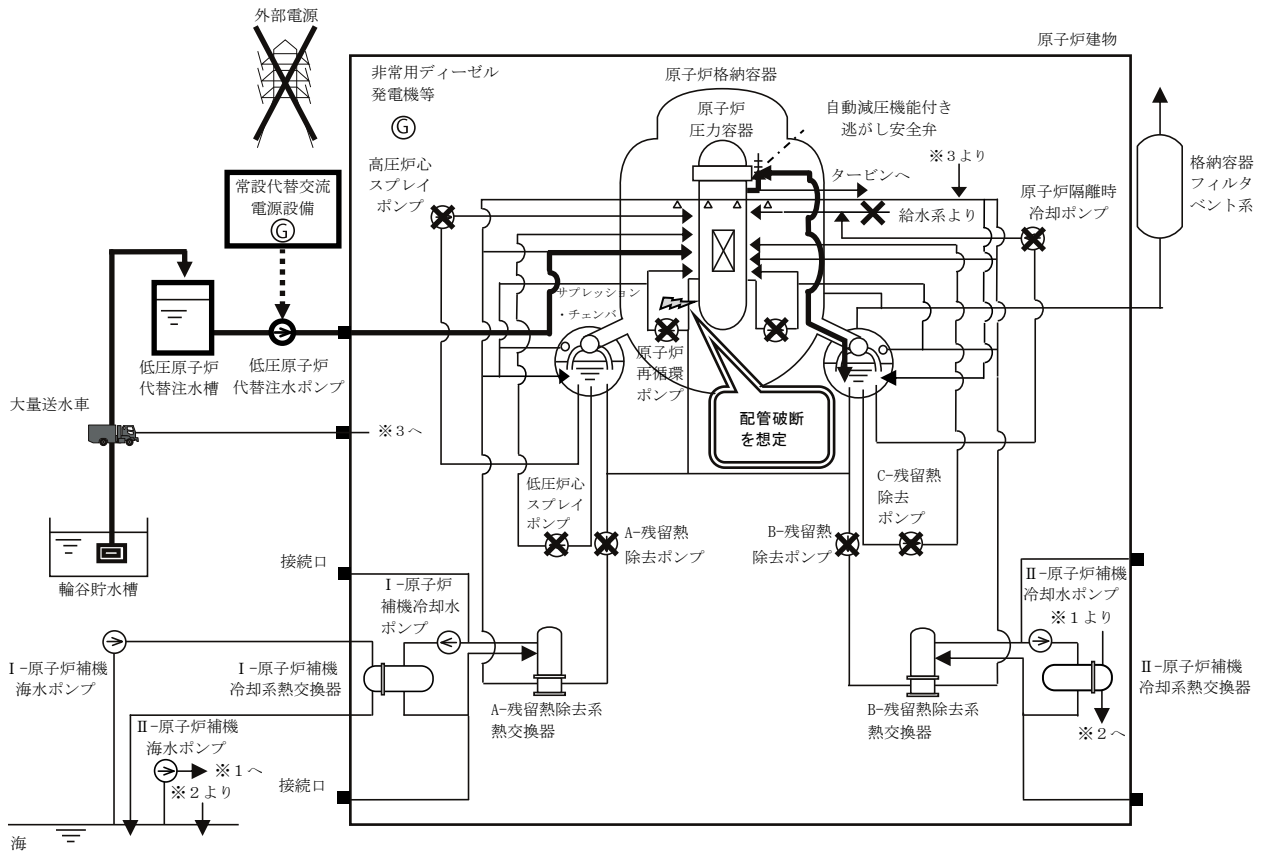 外部電源
原子炉建物
非常用ディーゼル
発電機等
G
原子炉格納容器
原子炉
圧力容器
自動減圧機能付き
逃がし安全弁
※3より
タービンへ
高圧炉心
スプレイ
ポンプ
給水系より
原子炉隔離時
冷却ポンプ
格納容器
フィルタ
ベント系
常設代替交流
電源設備
G
サプレッション
・チェンバ
低圧原子炉
代替注水槽
低圧原子炉
代替注水ポンプ
原子炉
再循環
ポンプ
配管破断
を想定
大量送水車
※3へ
低圧炉心
スプレイ
ポンプ
A-残留熱
除去ポンプ
B-残留熱
除去ポンプ
C-残留熱
除去
ポンプ
輪谷貯水槽
接続口
Ⅰ-原子炉
補機冷却水
ポンプ
Ⅱ-原子炉補機
冷却水ポンプ
※1より
Ⅰ-原子炉補機
海水ポンプ
Ⅰ-原子炉補機
冷却系熱交換器
A-残留熱除去系
熱交換器
B-残留熱除去系
熱交換器
Ⅱ-原子炉補機
冷却系熱交換器
※2へ
Ⅱ-原子炉補機
海水ポンプ
※1へ
※2より
接続口
海